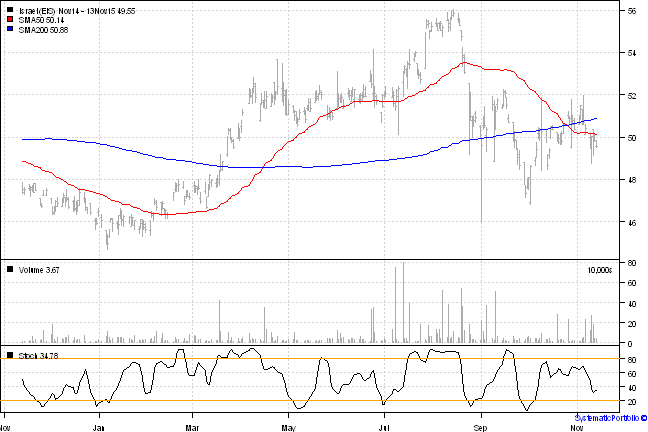 Israel (EIS) Nov14 - 13Nov15 49.55
SMA50 50.14
SMA200 50.88
56
54
52
50
48
46
Volume 3.67
10,000s
80
60
40
20
0
Stoch 34.78
80
60
40
20
Nov
Jan
Mar
May
Jul
Sep
Nov
SystematicPortfolio ©